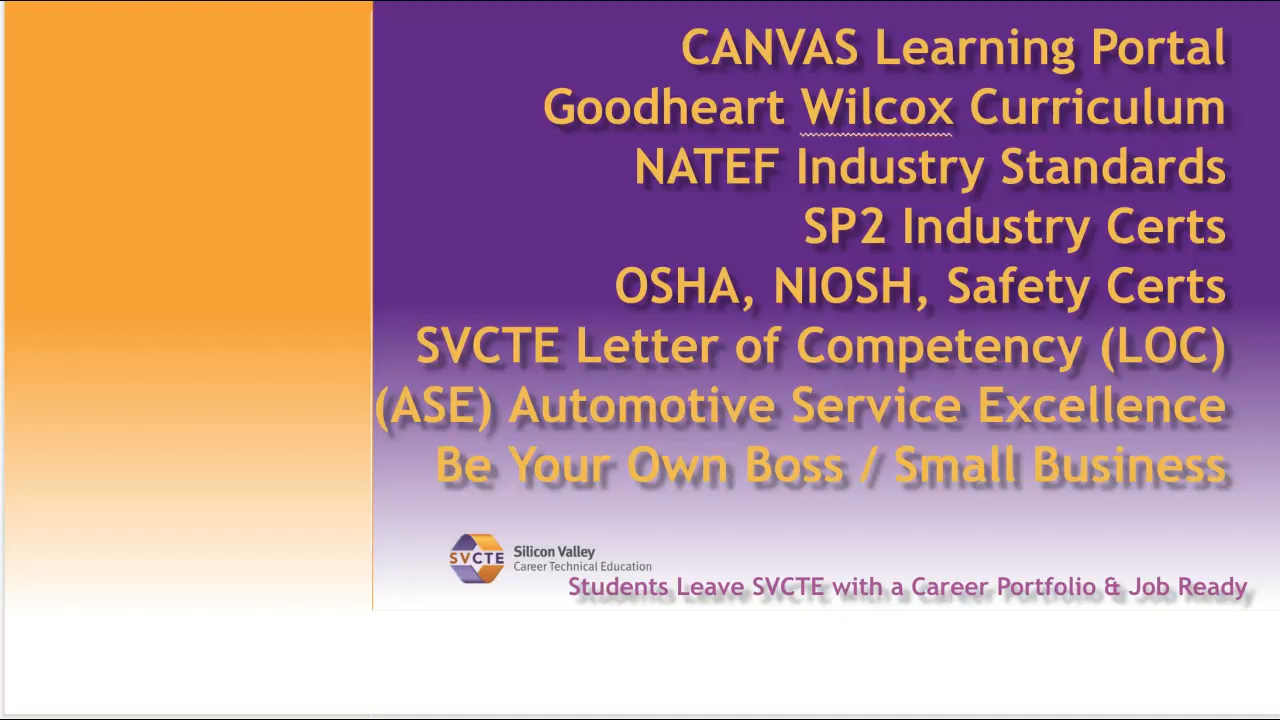 CANVAS Learning Portal
Goodheart Wilcox Curriculum
NATEF Industry Standards
SP2 Industry Certs
OSHA, NIOSH, Safety Certs
SVCTE Letter of Competency (LOC)
(ASE) Automotive Service Excellence
Be Your Own Boss / Small Business
SVCTE
Silicon Valley
Career Technical Education
Students Leave SVCTE with a Career Portfolio & Job Ready